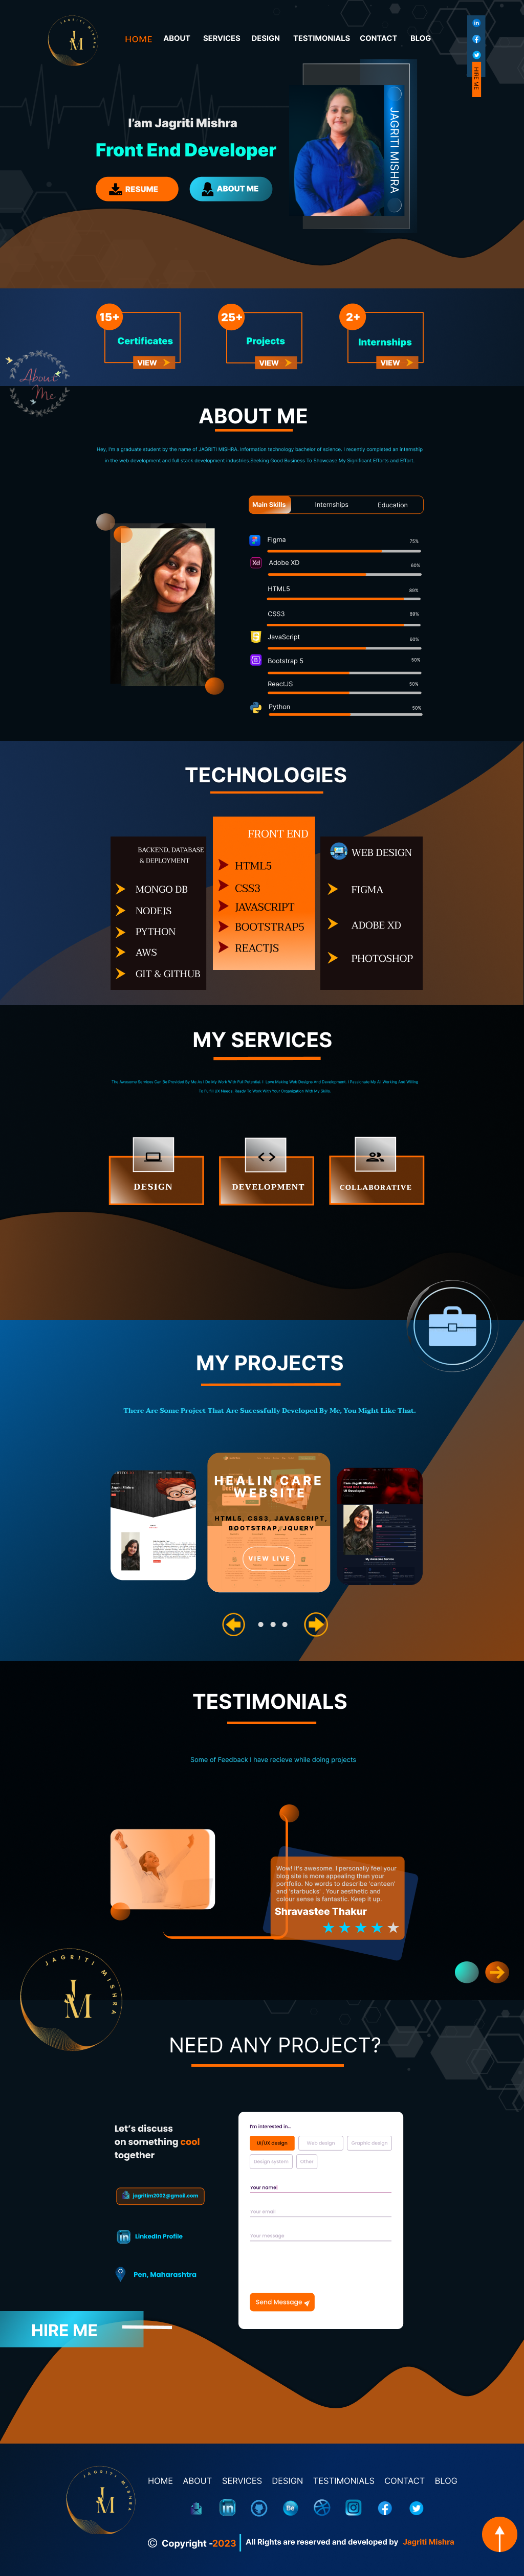 JM
HOME ABOUT SERVICES DESIGN TESTIMONIALS CONTACT BLOG
HIRE ME
I'am Jagriti Mishra
Front End Developer
RESUME
ABOUT ME
JAGRITI MISHRA
15+
Certificates
VIEW
25+
Projects
VIEW
2+
Internships
VIEW
About
Me
ABOUT ME
Hey, I'm a graduate student by the name of JAGRITI MISHRA. Information technology bachelor of science. I recently completed an internship
in the web development and full stack development industries.Seeking Good Business To Showcase My Significant Efforts and Effort.
Main Skills Internships Education
Figma 75%
Xd Adobe XD 60%
HTML5 88%
CSS3 88%
JavaScript 60%
Bootstrap 5 50%
ReactJS 50%
Python 50%
TECHNOLOGIES
BACKEND, DATABASE
& DEPLOYMENT
MONGO DB
NODEJS
PYTHON
AWS
GIT & GITHUB
FRONT END
HTML5
CSS3
JAVASCRIPT
BOOTSTRAP5
REACTJS
WEB DESIGN
FIGMA
ADOBE XD
PHOTOSHOP
MY SERVICES
The Awesome Services Can Be Provided By Me As I Do My Work With Full Potential. I Love Making Web Designs And Development. I Passionate My All Working And Willing
To Fulfill UX Needs. Ready To Work With Your Organization With My Skills.
DESIGN
DEVELOPMENT
COLLABORATIVE
MY PROJECTS
There Are Some Project That Are Sucessfully Developed By Me, You Might Like That.
HEALIN CARE
WEBSITE
HTML5, CSS3, JAVASCRIPT,
BOOTSTRAP, JQUERY
VIEW LIVE
TESTIMONIALS
Some of Feedback I have recieve while doing projects
Wow! it's awesome. I personally feel your
blog site is more appealing than your
portfolio. No words to describe 'canteen'
and 'starbucks' . Your aesthetic and
colour sense is fantastic. Keep it up.
Shravastee Thakur
JAGRITI MISHRA
JM
NEED ANY PROJECT?
Let's discuss
on something cool
together
jagritim2002@gmail.com
LinkedIn Profile
Pen, Maharashtra
I'm interested in...
UI/UX design Web design Graphic design
Design system Other
Your name
Your email
Your message
Send Message
HIRE ME
JAGRITI MISHRA
JM
HOME ABOUT SERVICES DESIGN TESTIMONIALS CONTACT BLOG
© Copyright -2023 All Rights are reserved and developed by Jagriti Mishra